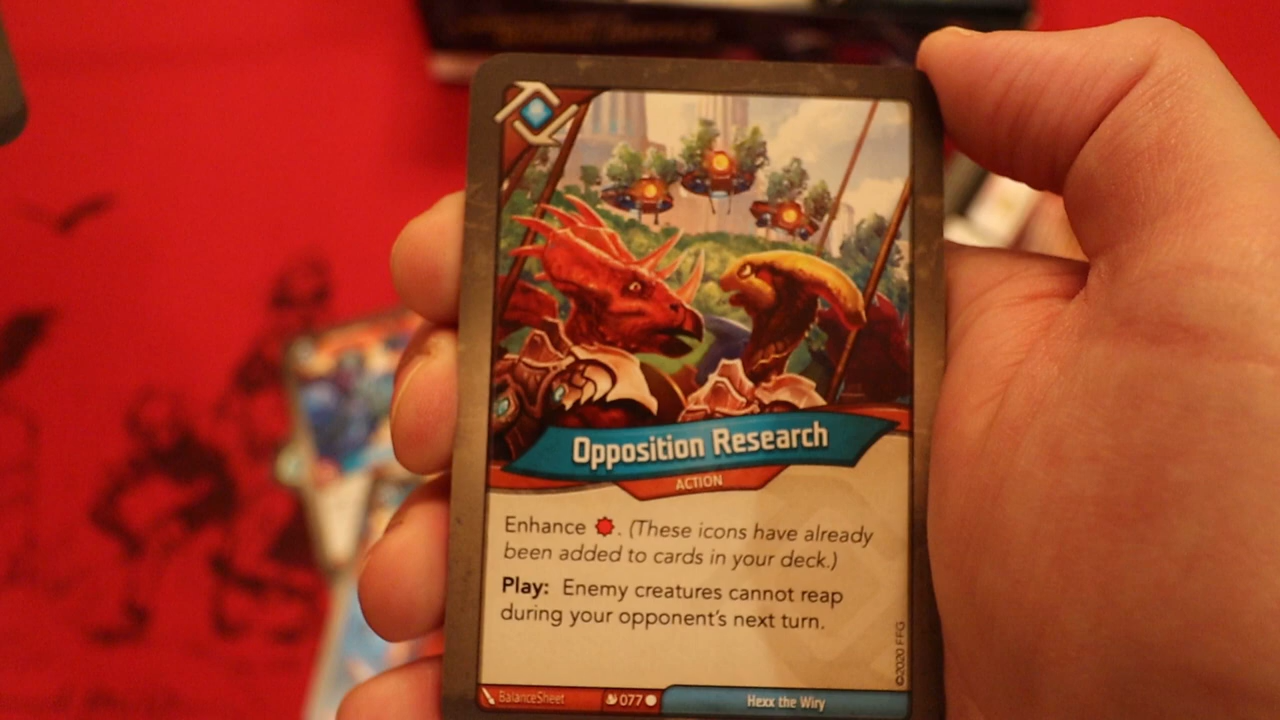 Opposition Research
ACTION
Enhance . (These icons have already
been added to cards in your deck.)
Play: Enemy creatures cannot reap
during your opponent's next turn.
©2020 FFG
BalanceSheet
077
Hexx the Wiry